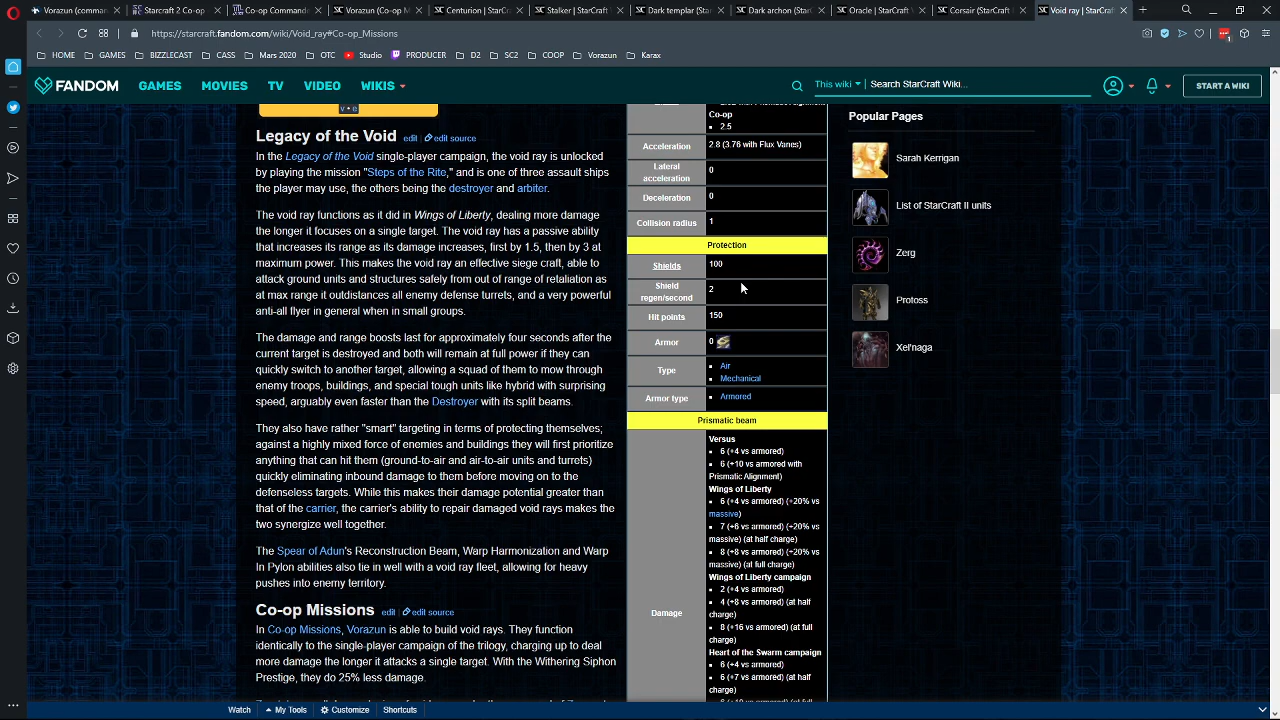 Vorazun (comman
Starcraft 2 Co-op
Co-op Command
Vorazun (Co-op M
Centurion | StarC
Stalker | StarCraft
Dark templar | Sta
Dark archon | Star
Oracle | StarCraft
Corsair | StarCraft
Void ray | StarCraft
https://starcraft.fandom.com/wiki/Void_ray#Co-op_Missions
HOME GAMES BIZZLECAST CASS Mars 2020 OTC Studio PRODUCER D2 SC2 COOP Vorazun Karax
FANDOM GAMES MOVIES TV VIDEO WIKIS This wiki Search StarCraft Wiki... START A WIKI
V • E
Legacy of the Void edit edit source
In the Legacy of the Void single-player campaign, the void ray is unlocked
by playing the mission "Steps of the Rite," and is one of three assault ships
the player may use, the others being the destroyer and arbiter.
The void ray functions as it did in Wings of Liberty, dealing more damage
the longer it focuses on a single target. The void ray has a passive ability
that increases its range as its damage increases, first by 1.5, then by 3 at
maximum power. This makes the void ray an effective siege craft, able to
attack ground units and structures safely from out of range of retaliation as
at max range it outdistances all enemy defense turrets, and a very powerful
anti-air flyer in general when in small groups.
The damage and range boosts last for approximately four seconds after the
current target is destroyed and both will remain at full power if they can
quickly switch to another target, allowing a squad of them to mow through
enemy troops, buildings, and special tough units like hybrid with surprising
speed, arguably even faster than the Destroyer with its split beams.
They also have rather "smart" targeting in terms of protecting themselves;
against a highly mixed force of enemies and buildings they will first prioritize
anything that can hit them (ground-to-air and air-to-air units and turrets)
quickly eliminating inbound damage to them before moving on to the
defenseless targets. While this makes their damage potential greater than
that of the carrier, the carrier's ability to repair damaged void rays makes the
two synergize well together.
The Spear of Adun's Reconstruction Beam, Warp Harmonization and Warp
In Pylon abilities also tie in well with a void ray fleet, allowing for heavy
pushes into enemy territory.
Co-op Missions edit edit source
In Co-op Missions, Vorazun is able to build void rays. They function
identically to the single-player campaign of the trilogy, charging up to deal
more damage the longer it attacks a single target. With the Withering Siphon
Prestige, they do 25% less damage.
Co-op
2.5
Acceleration 2.8 (3.76 with Flux Vanes)
Lateral
acceleration
0
Deceleration 0
Collision radius 1
Protection
Shields 100
Shield
regen/second
2
Hit points 150
Armor 0
Type
Air
Mechanical
Armor type Armored
Prismatic beam
Damage
Versus
6 (+4 vs armored)
6 (+10 vs armored with
Prismatic Alignment)
Wings of Liberty
6 (+4 vs armored) (+20% vs
massive)
7 (+6 vs armored) (+20% vs
massive) (at half charge)
8 (+8 vs armored) (+20% vs
massive) (at full charge)
Wings of Liberty campaign
2 (+4 vs armored)
4 (+8 vs armored) (at half
charge)
8 (+16 vs armored) (at full
charge)
Heart of the Swarm campaign
6 (+4 vs armored)
6 (+7 vs armored) (at half
charge)
Popular Pages
Sarah Kerrigan
List of StarCraft II units
Zerg
Protoss
Xel'naga
Watch My Tools Customize Shortcuts